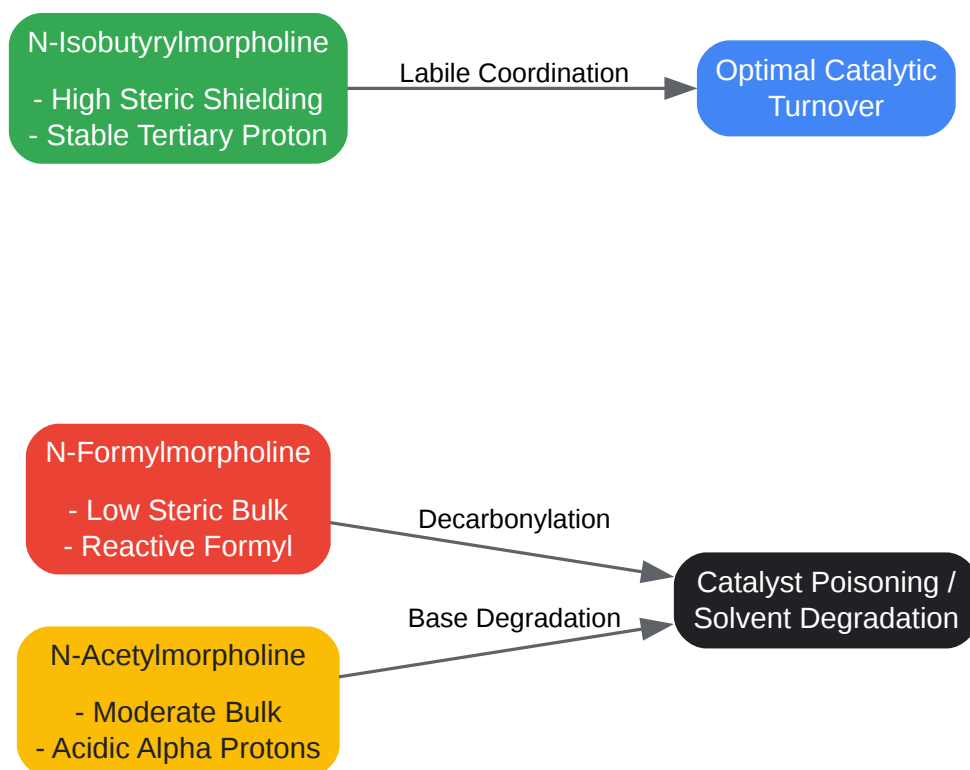 N-Isobutyrylmorpholine
- High Steric Shielding
- Stable Tertiary Proton
Labile Coordination
Optimal Catalytic
Turnover
N-Formylmorpholine
- Low Steric Bulk
- Reactive Formyl
Decarbonylation
Base Degradation
Catalyst Poisoning /
Solvent Degradation
N-Acetylmorpholine
- Moderate Bulk
- Acidic Alpha Protons